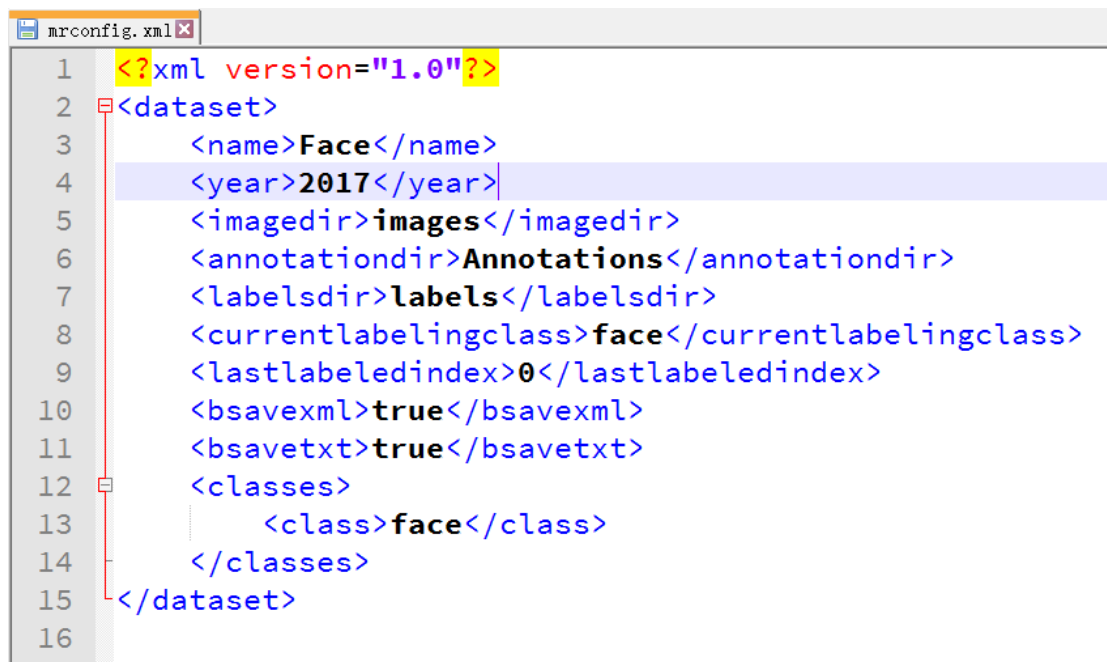 mrconfig.xml
1 <?xml version="1.0"?>
2 <dataset>
3     <name>Face</name>
4     <year>2017</year>
5     <imagedir>images</imagedir>
6     <annotationdir>Annotations</annotationdir>
7     <labelsdir>labels</labelsdir>
8     <currentlabelingclass>face</currentlabelingclass>
9     <lastlabeledindex>0</lastlabeledindex>
10     <bsavexml>true</bsavexml>
11     <bsavetxt>true</bsavetxt>
12     <classes>
13         <class>face</class>
14     </classes>
15 </dataset>
16